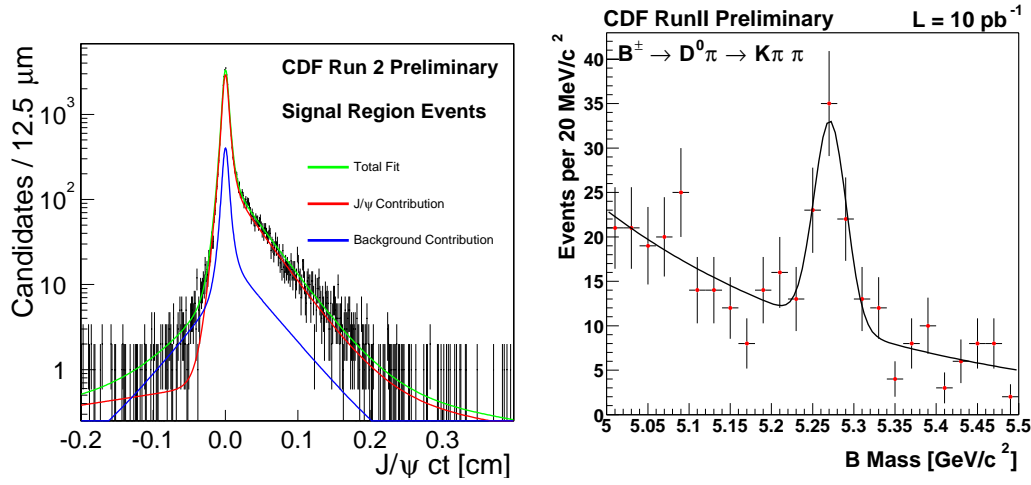 CDF Run 2 Preliminary
Signal Region Events
Total Fit
J/ψ Contribution
Background Contribution
Candidates / 12.5 μm
10³
10²
10
1
-0.2 -0.1 0.0 0.1 0.2 0.3
J/ψ ct [cm]
CDF RunII Preliminary L = 10 pb⁻¹
B± → D⁰π → Kπ π
Events per 20 MeV/c²
40
35
30
25
20
15
10
5
0
5 5.05 5.1 5.15 5.2 5.25 5.3 5.35 5.4 5.45 5.5
B Mass [GeV/c²]